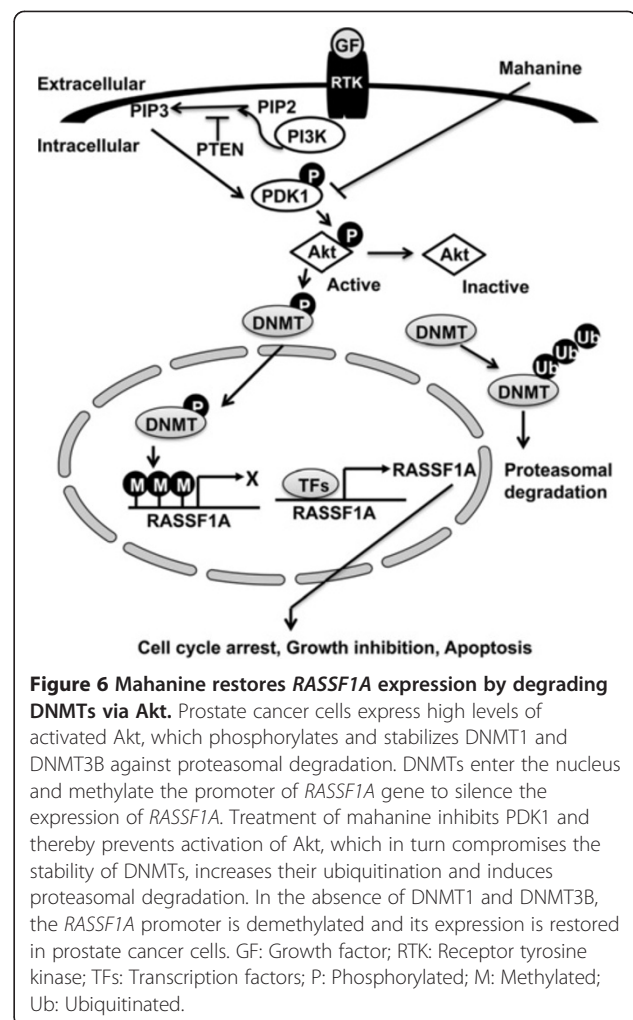 GF
Extracellular
RTK
Mahanine
PIP3
PIP2
Intracellular
PTEN
PI3K
P
PDK1
P
Akt
Akt
Active
Inactive
P
DNMT
DNMT
Ub Ub Ub
DNMT
P
DNMT
Proteasomal
degradation
M M M
X
TFs
RASSF1A
RASSF1A
RASSF1A
Cell cycle arrest, Growth inhibition, Apoptosis
Figure 6 Mahanine restores RASSF1A expression by degrading
DNMTs via Akt. Prostate cancer cells express high levels of
activated Akt, which phosphorylates and stabilizes DNMT1 and
DNMT3B against proteasomal degradation. DNMTs enter the nucleus
and methylate the promoter of RASSF1A gene to silence the
expression of RASSF1A. Treatment of mahanine inhibits PDK1 and
thereby prevents activation of Akt, which in turn compromises the
stability of DNMTs, increases their ubiquitination and induces
proteasomal degradation. In the absence of DNMT1 and DNMT3B,
the RASSF1A promoter is demethylated and its expression is restored
in prostate cancer cells. GF: Growth factor; RTK: Receptor tyrosine
kinase; TFs: Transcription factors; P: Phosphorylated; M: Methylated;
Ub: Ubiquitinated.